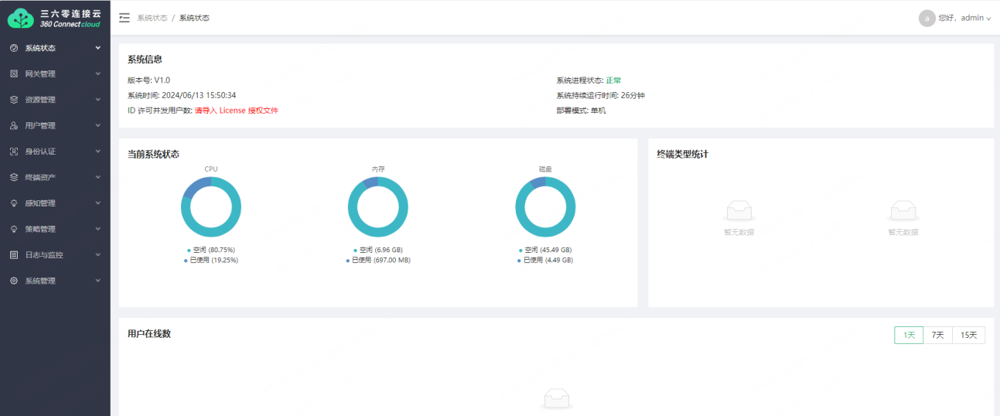 三六零连接云
360 Connect cloud
系统状态 / 系统状态
a 您好，admin
系统状态
网关管理
资源管理
用户管理
身份认证
终端资产
感知管理
策略管理
日志与监控
系统管理
系统信息
版本号: V1.0
系统进程状态: 正常
系统时间: 2024/06/13 15:50:34
系统持续运行时间: 26分钟
ID 许可并发用户数: 请导入 License 授权文件
部署模式: 单机
当前系统状态
CPU
空闲 (80.75%)
已使用 (19.25%)
内存
空闲 (6.96 GB)
已使用 (697.00 MB)
磁盘
空闲 (45.49 GB)
已使用 (4.49 GB)
终端类型统计
暂无数据
暂无数据
用户在线数
1天 7天 15天